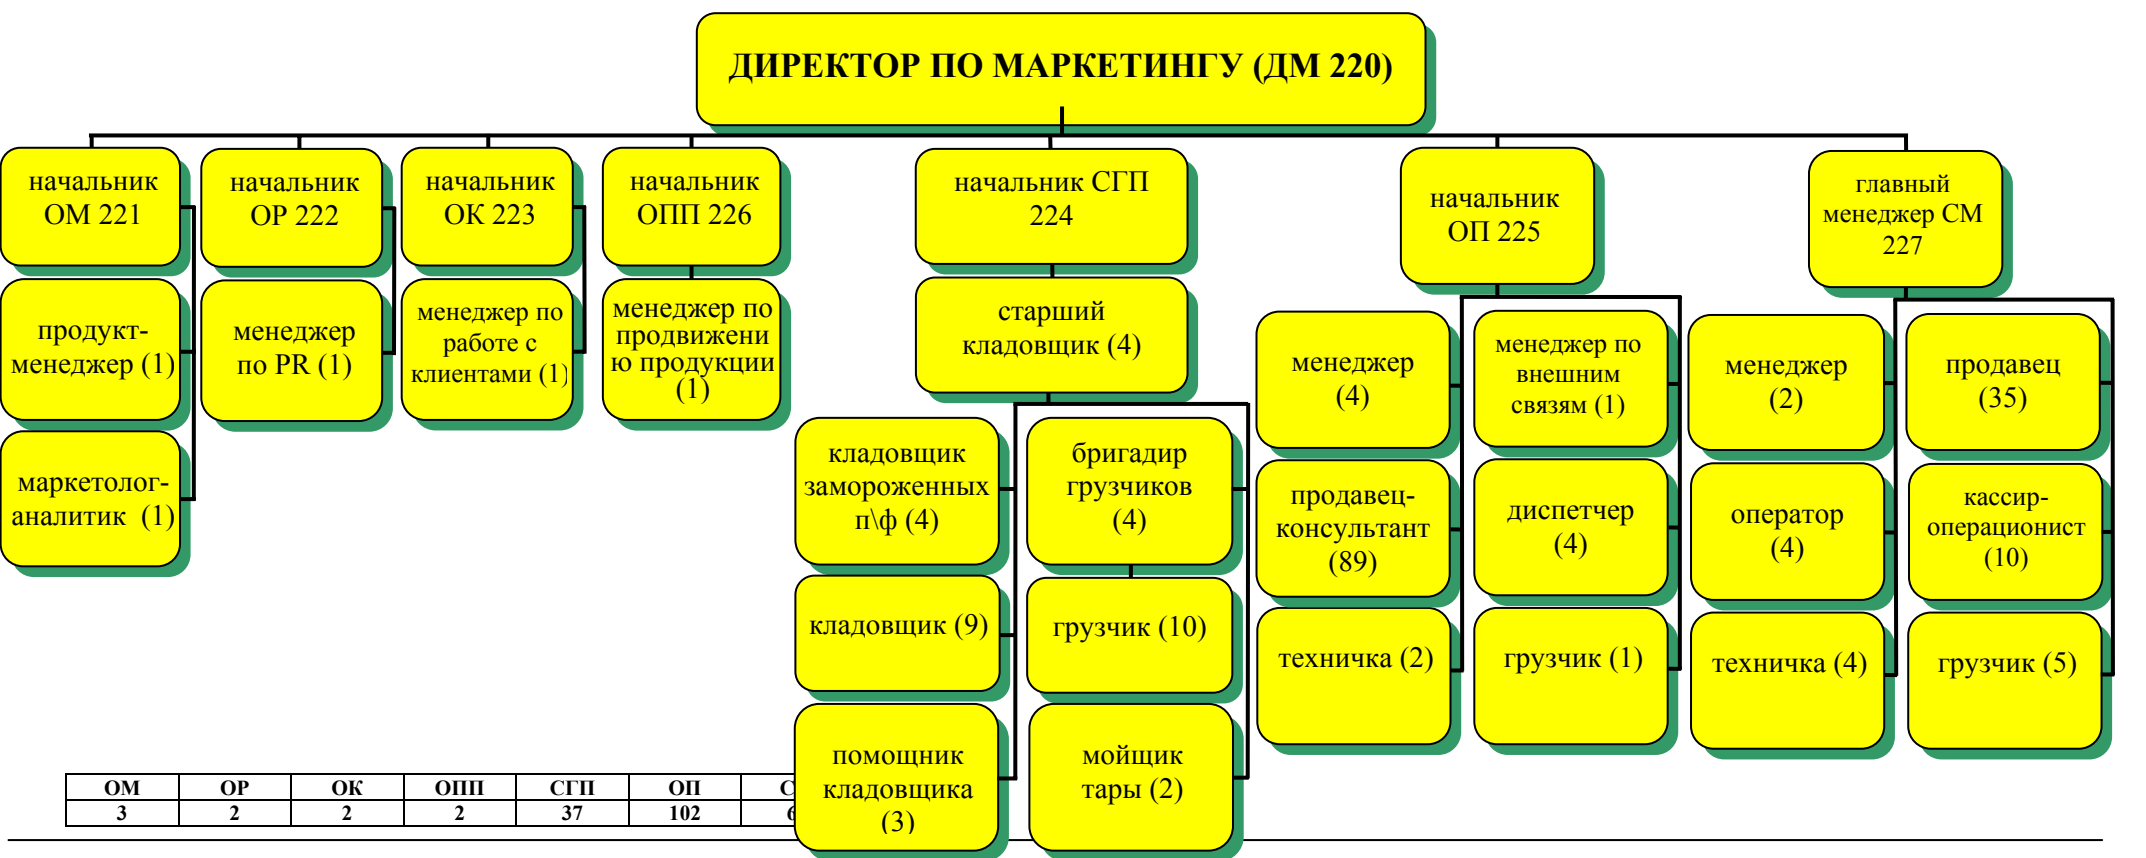 ДИРЕКТОР ПО МАРКЕТИНГУ (ДМ 220)
начальник
ОМ 221
начальник
ОР 222
начальник
ОК 223
начальник
ОПП 226
начальник СГП
224
начальник
ОП 225
главный
менеджер СМ
227
продукт-
менеджер (1)
маркетолог-
аналитик (1)
менеджер
по PR (1)
менеджер по
работе с
клиентами (1)
менеджер по
продвижени
ю продукции
(1)
старший
кладовщик (4)
кладовщик
замороженных
п\ф (4)
бригадир
грузчиков
(4)
кладовщик (9)
грузчик (10)
помощник
кладовщика
(3)
мойщик
тары (2)
менеджер
(4)
менеджер по
внешним
связям (1)
продавец-
консультант
(89)
диспетчер
(4)
техничка (2)
грузчик (1)
менеджер
(2)
продавец
(35)
оператор
(4)
кассир-
операционист
(10)
техничка (4)
грузчик (5)
ОМ ОР ОК ОПП СГП ОП
3 2 2 2 37 102